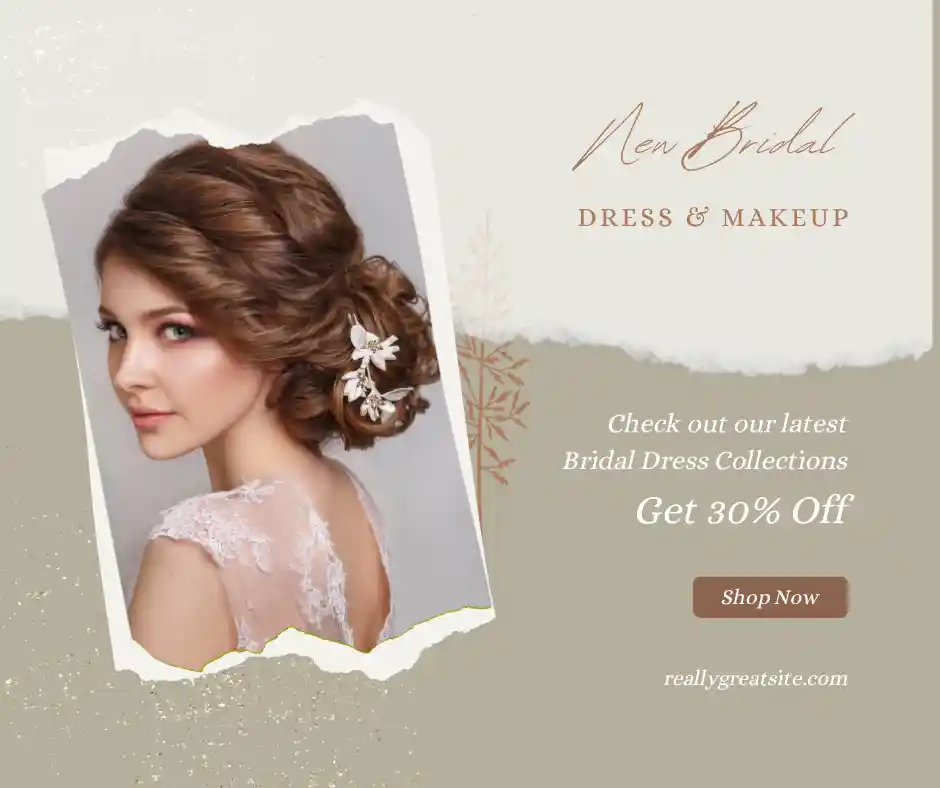 New Bridal
DRESS & MAKEUP
Check out our latest
Bridal Dress Collections
Get 30% Off
Shop Now
reallygreatsite.com